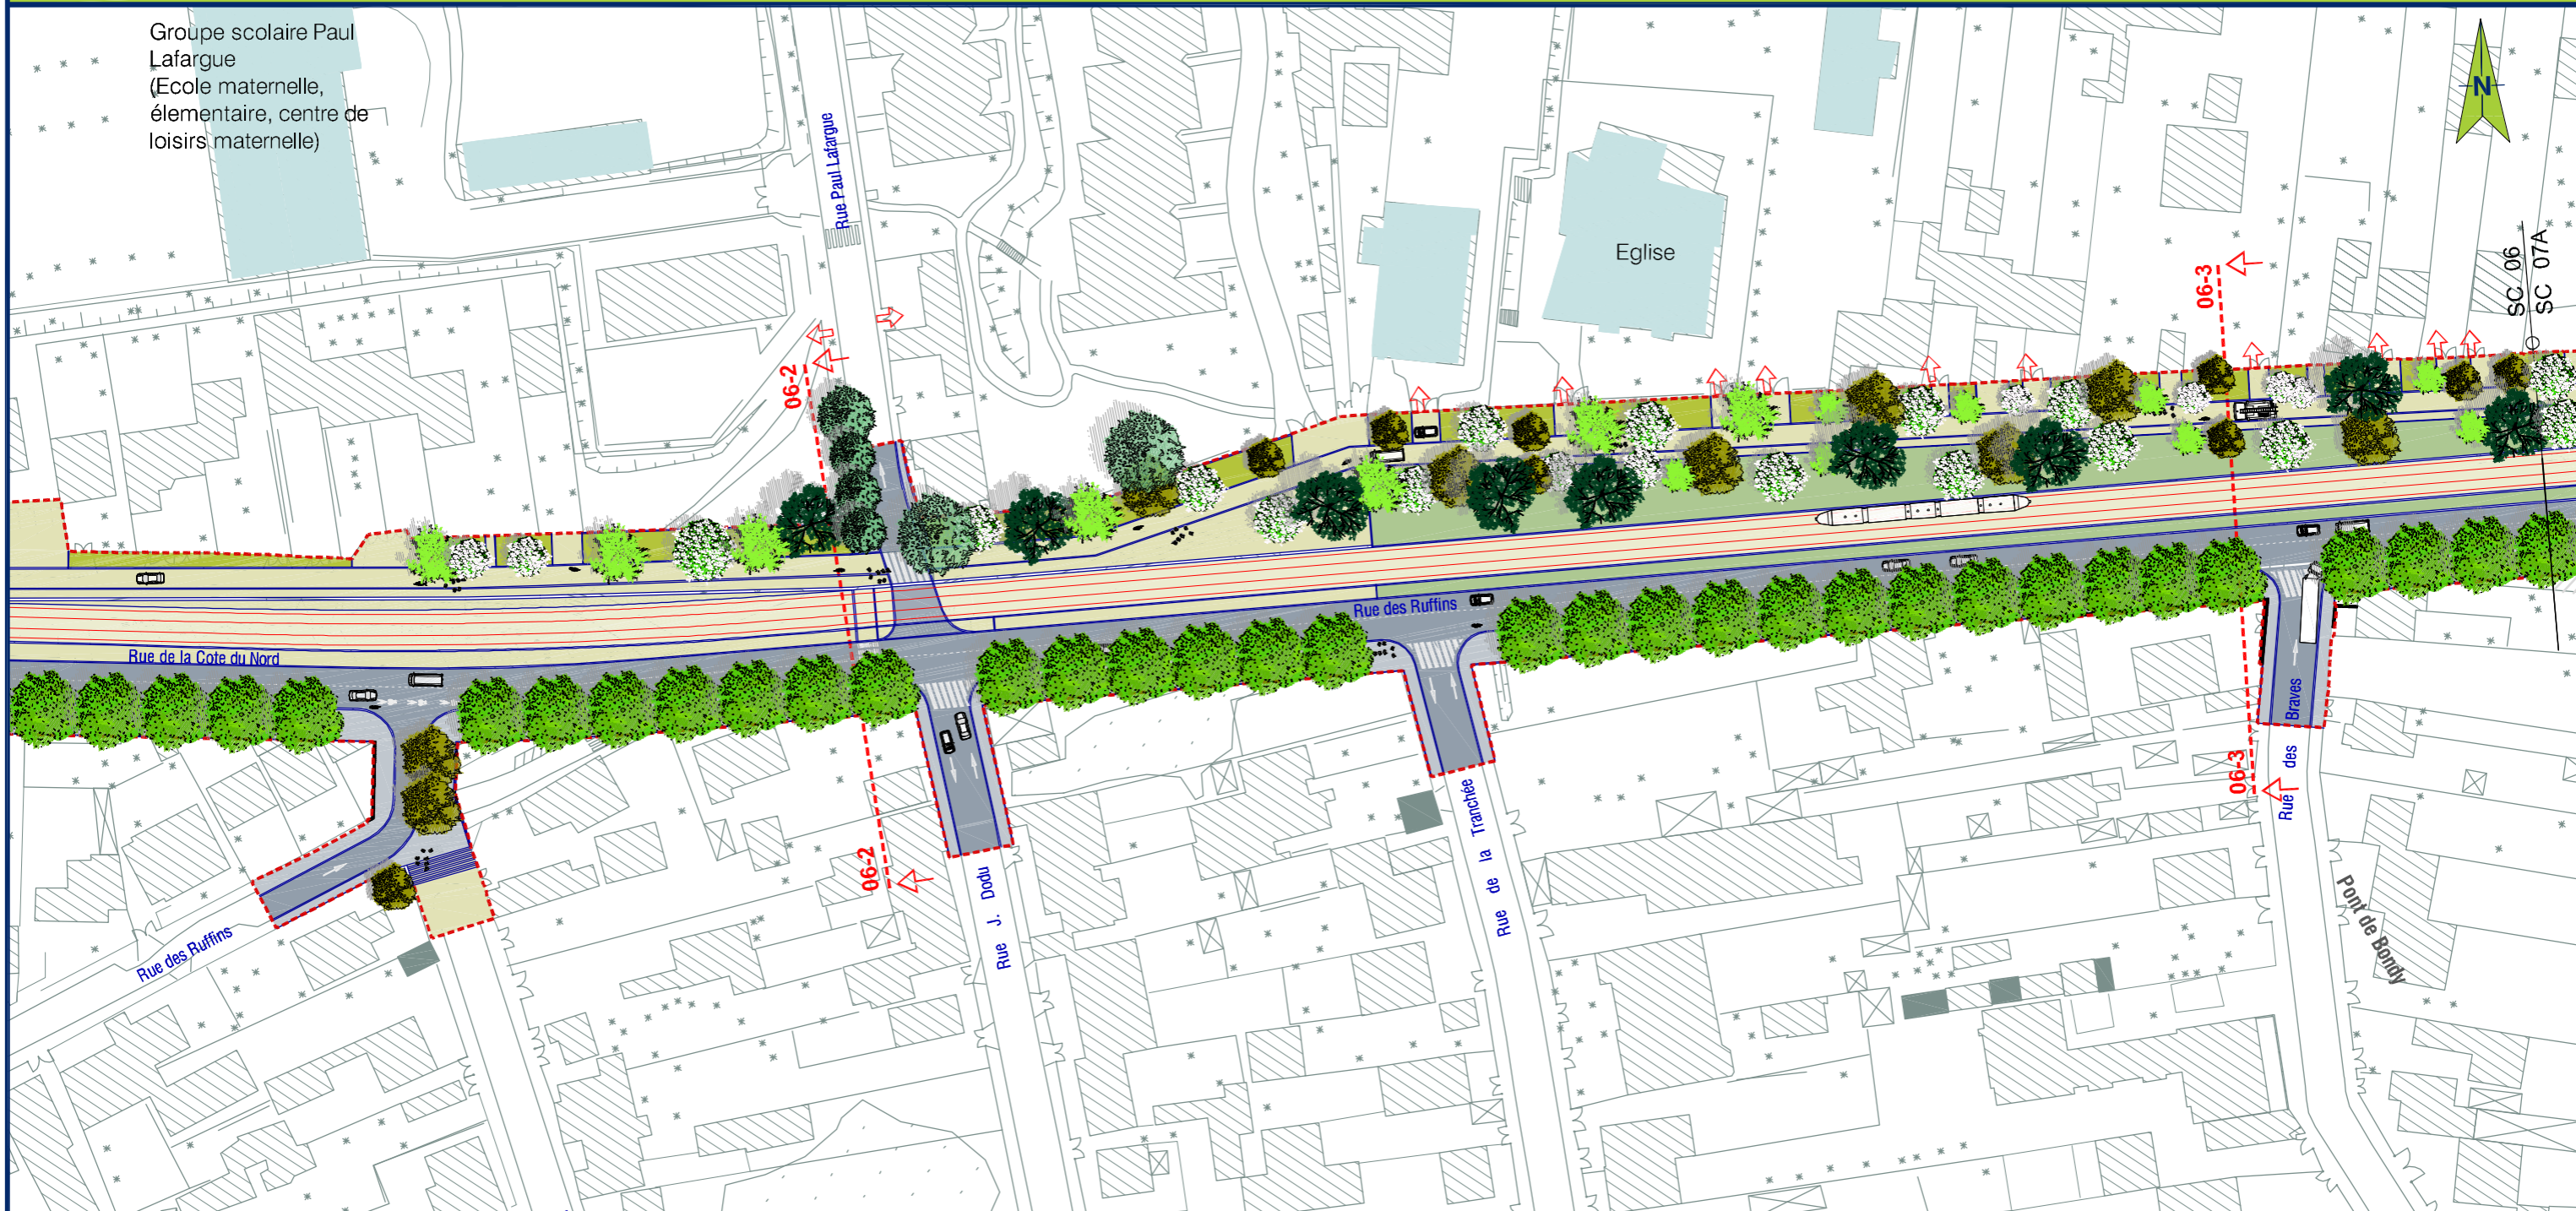 Groupe scolaire Paul
Lafargue
(Ecole maternelle,
élementaire, centre de
loisirs maternelle)
Rue Paul Lafargue
N
Eglise
06-3
SC 06
SC 07A
06-2
Rue des Ruffins
Rue de la Cote du Nord
Rue des Braves
06-3
06-2
Rue J. Dodu
Rue de la Tranchée
Pont de Bondy
Rue des Ruffins